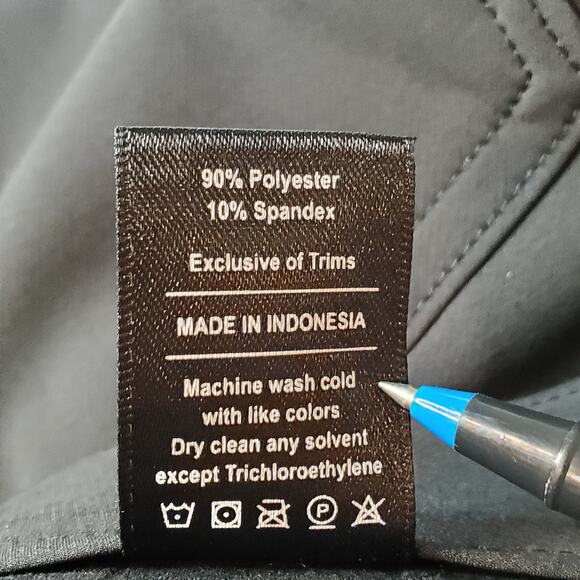 90% Polyester
10% Spandex
Exclusive of Trims
MADE IN INDONESIA
Machine wash cold
with like colors
Dry clean any solvent
except Trichloroethylene
P